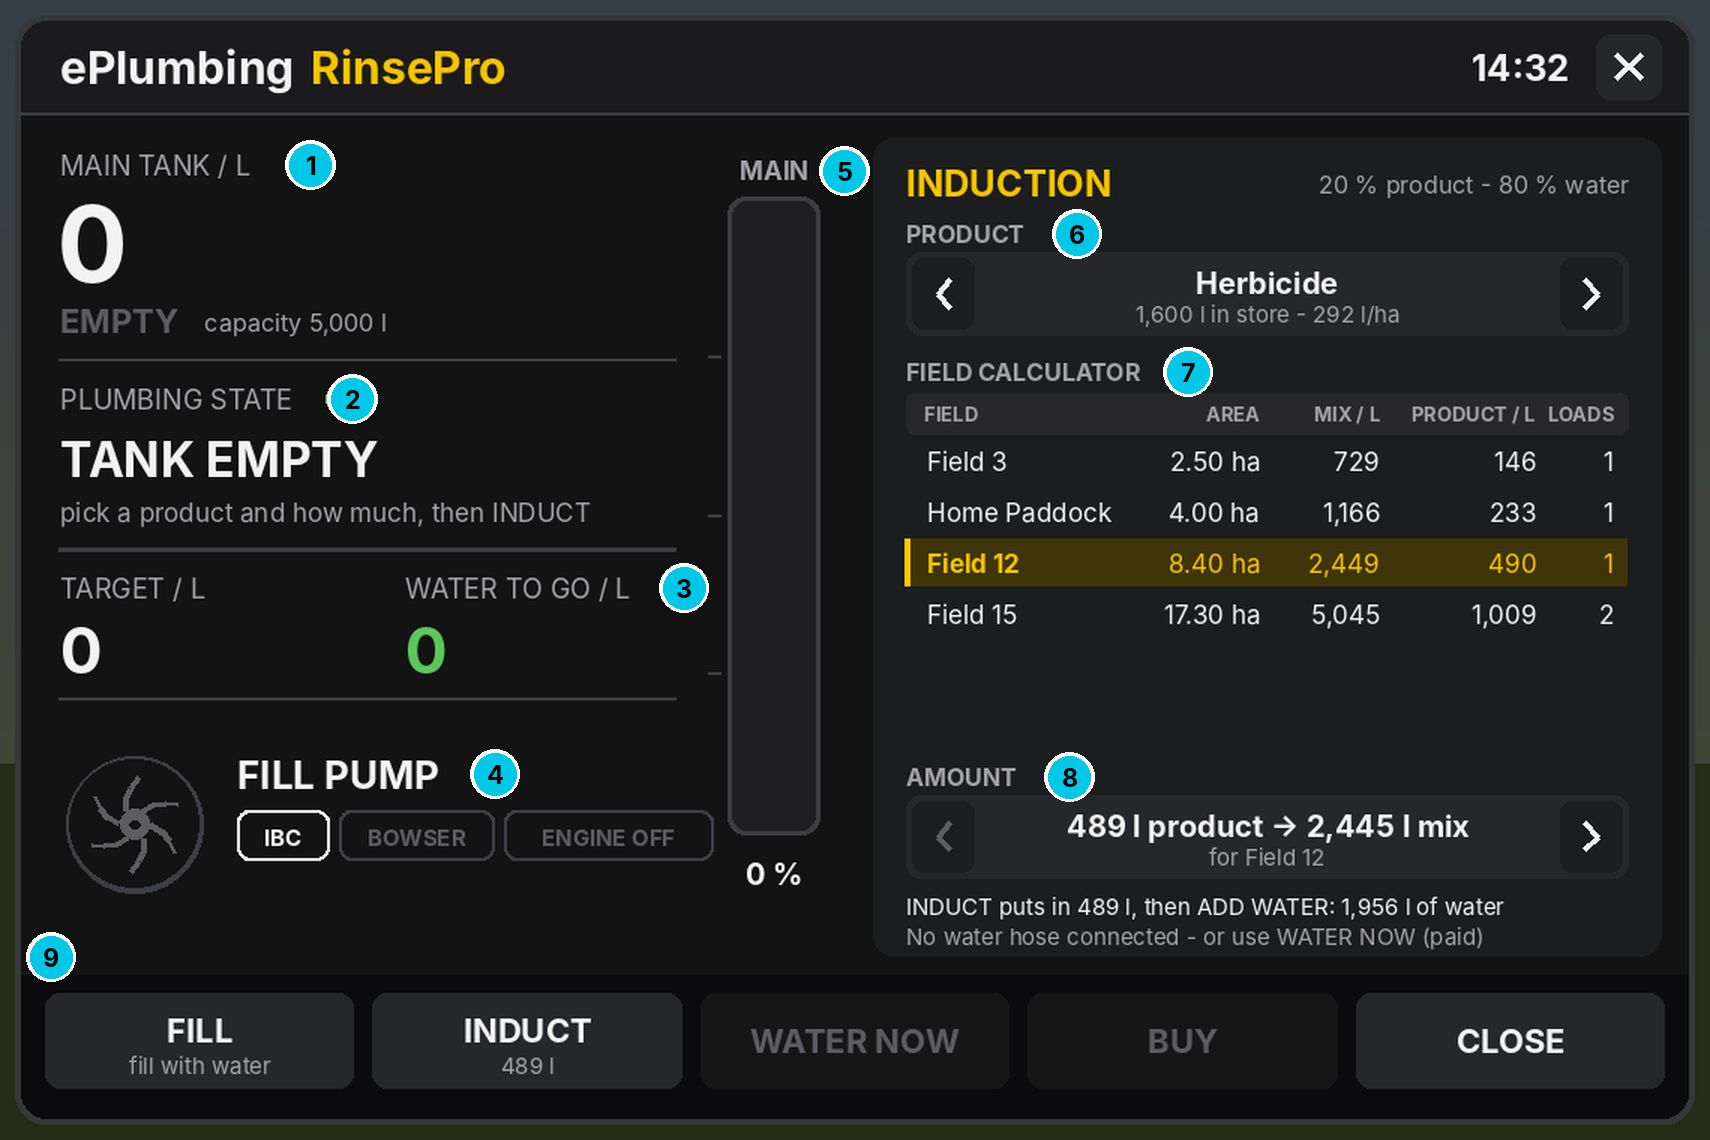 ePlumbing RinsePro
14:32
MAIN TANK / L 1
0
EMPTY capacity 5,000 l
PLUMBING STATE 2
TANK EMPTY
pick a product and how much, then INDUCT
TARGET / L
0
WATER TO GO / L 3
0
FILL PUMP 4
IBC BOWSER ENGINE OFF
MAIN 5
0 %
INDUCTION 20 % product - 80 % water
PRODUCT 6
Herbicide
1,600 l in store - 292 l/ha
FIELD CALCULATOR 7
FIELD AREA MIX / L PRODUCT / L LOADS
Field 3 2.50 ha 729 146 1
Home Paddock 4.00 ha 1,166 233 1
Field 12 8.40 ha 2,449 490 1
Field 15 17.30 ha 5,045 1,009 2
AMOUNT 8
489 l product → 2,445 l mix
for Field 12
INDUCT puts in 489 l, then ADD WATER: 1,956 l of water
No water hose connected - or use WATER NOW (paid)
9
FILL
fill with water
INDUCT
489 l
WATER NOW
BUY
CLOSE